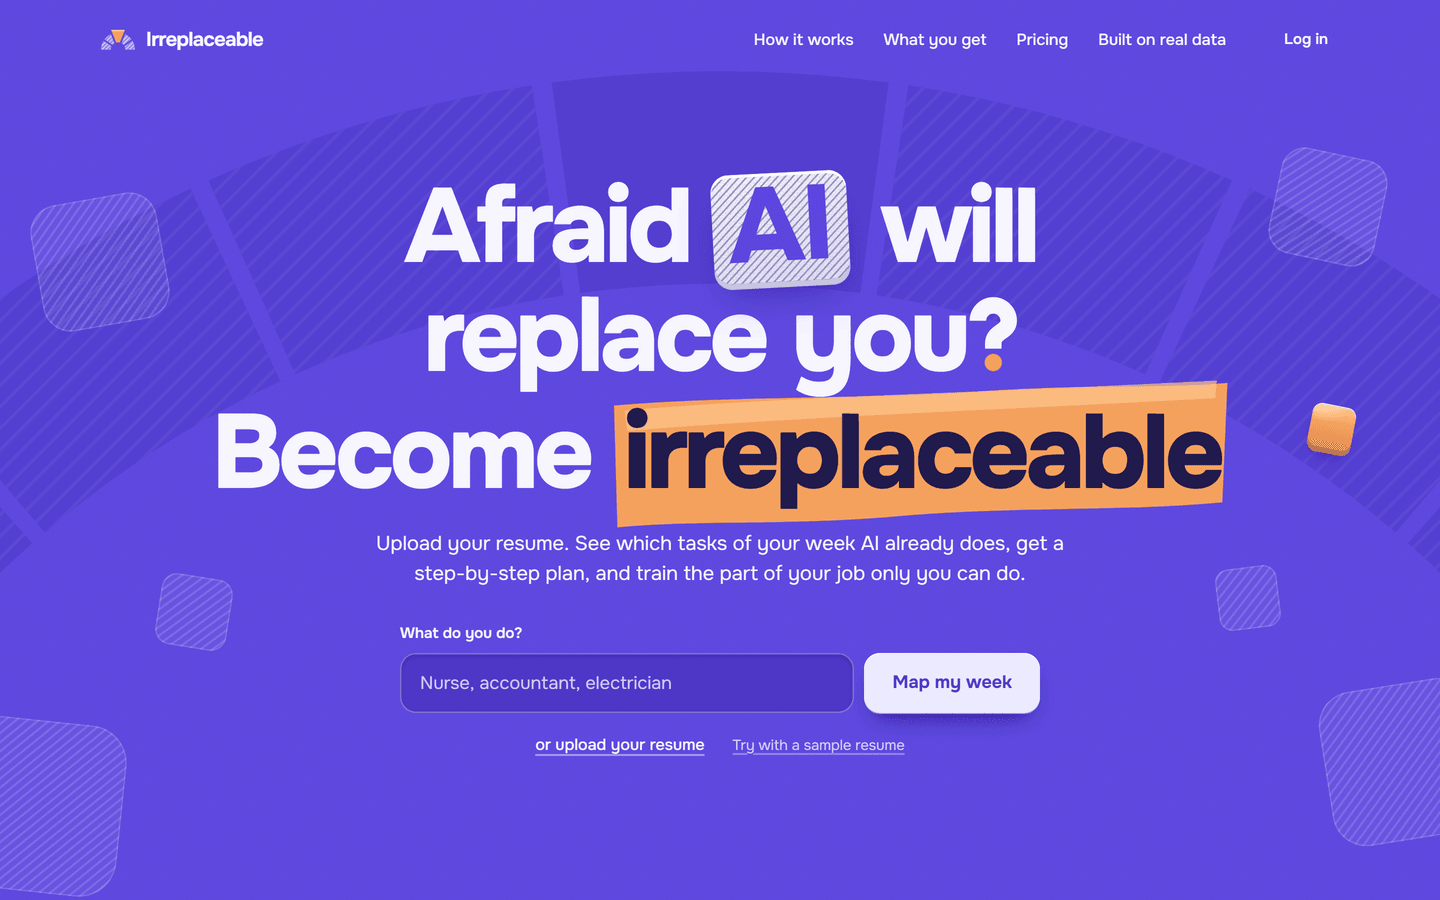 Irreplaceable
How it works
What you get
Pricing
Built on real data
Log in
Afraid AI will
replace you?
Become irreplaceable
Upload your resume. See which tasks of your week AI already does, get a
step-by-step plan, and train the part of your job only you can do.
What do you do?
Nurse, accountant, electrician
Map my week
or upload your resume
Try with a sample resume